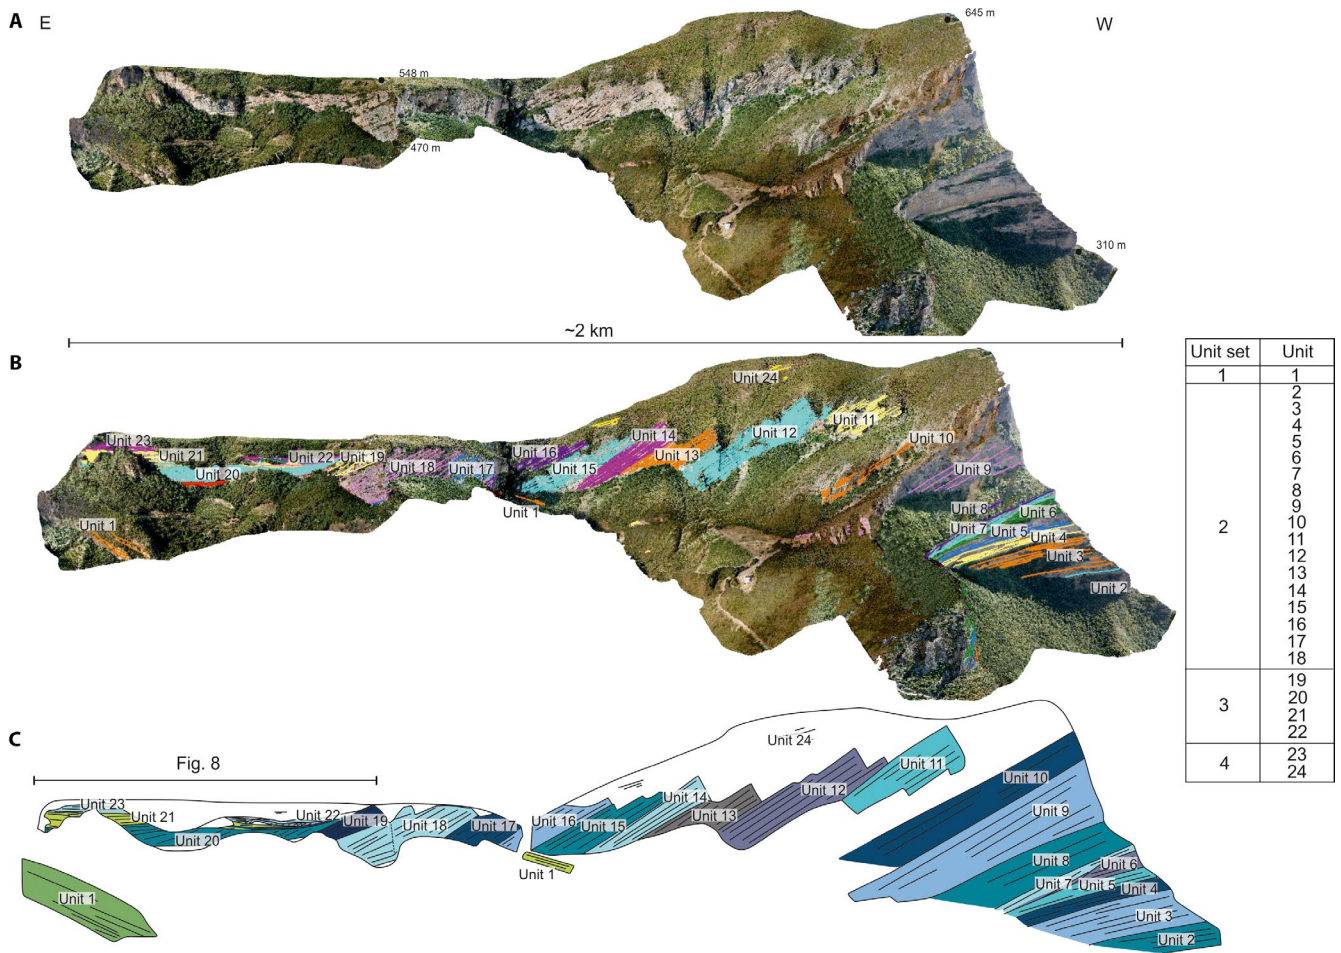 A E
W
645 m
548 m
470 m
310 m
~2 km
B
Unit 24
Unit 11
Unit 12
Unit 14
Unit 13
Unit 10
Unit 16
Unit 15
Unit 9
Unit 23
Unit 21
Unit 22
Unit 19
Unit 18
Unit 17
Unit 20
Unit 1
Unit 1
Unit 8
Unit 6
Unit 7
Unit 5
Unit 4
Unit 3
Unit 2
Unit set Unit
1 1
2
2
3
4
5
6
7
8
9
10
11
12
13
14
15
16
17
18
3
19
20
21
22
4
23
24
C
Fig. 8
Unit 24
Unit 11
Unit 10
Unit 12
Unit 14
Unit 13
Unit 9
Unit 23
Unit 21
Unit 22
Unit 19
Unit 18
Unit 17
Unit 16
Unit 15
Unit 20
Unit 1
Unit 1
Unit 8
Unit 6
Unit 7
Unit 5
Unit 4
Unit 3
Unit 2